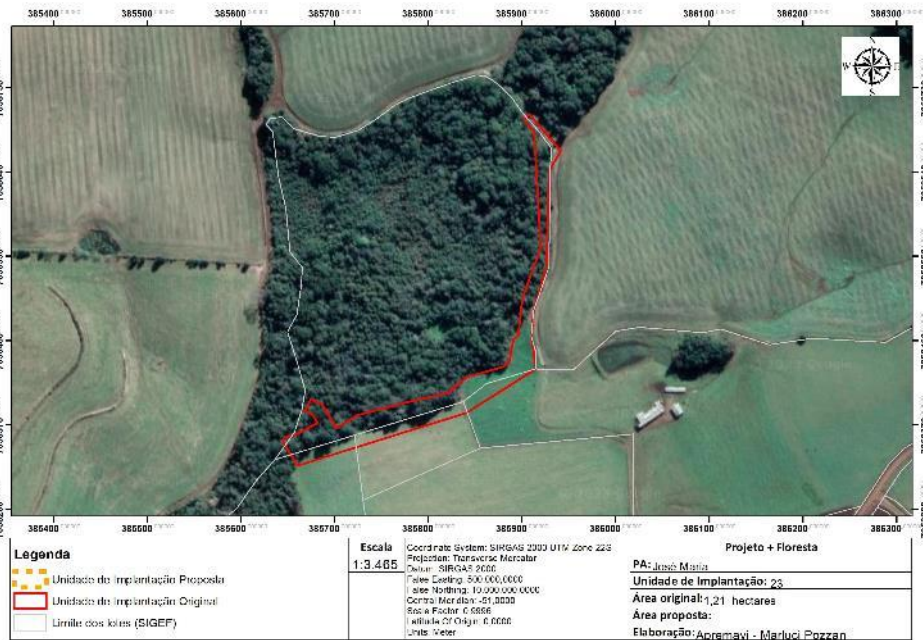 385400 385500 385600 385700 385800 385900 386000 386100 386200 386300
N
W E
S
385400 385500 385600 385700 385800 385900 386000 386100 386200 386300
Legenda
Unidade de Implantação Proposta
Unidade de Implantação Original
Limite dos lotes (SIGEF)
Escala
1:3.465
Coordinate System: SIRGAS 2000 UTM Zone 22S
Projection: Transverse Mercator
Datum: SIRGAS 2000
False Easting: 500.000,0000
False Northing: 10.000.000,0000
Central Meridian: -51,0000
Scale Factor: 0,9996
Latitude Of Origin: 0,0000
Units: Meter
Projeto + Floresta
PA: José Maria
Unidade de Implantação: 23
Área original: 1,21 hectares
Área proposta:
Elaboração: Apremavi - Marluci Pozzan